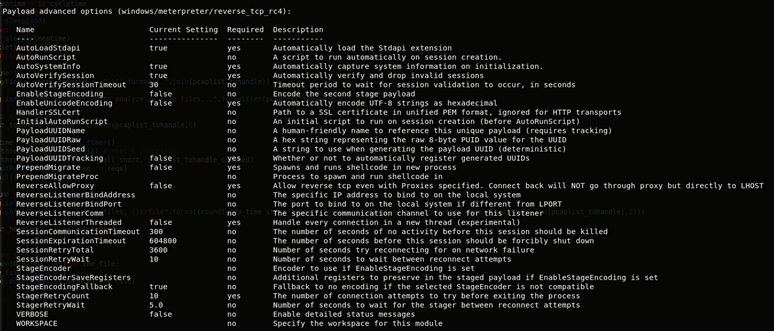 Payload advanced options (windows/meterpreter/reverse_tcp_rc4):
Name Current Setting Required Description
---- --------------- -------- -----------
AutoLoadStdapi true yes Automatically load the Stdapi extension
AutoRunScript no A script to run automatically on session creation.
AutoSystemInfo true yes Automatically capture system information on initialization.
AutoVerifySession true yes Automatically verify and drop invalid sessions
AutoVerifySessionTimeout 30 no Timeout period to wait for session validation to occur, in seconds
EnableStageEncoding false no Encode the second stage payload
EnableUnicodeEncoding false yes Automatically encode UTF-8 strings as hexadecimal
HandlerSSLCert no Path to a SSL certificate in unified PEM format, ignored for HTTP transports
InitialAutoRunScript no An initial script to run on session creation (before AutoRunScript)
PayloadUUIDName no A human-friendly name to reference this unique payload (requires tracking)
PayloadUUIDRaw no A hex string representing the raw 8-byte PUID value for the UUID
PayloadUUIDSeed no A string to use when generating the payload UUID (deterministic)
PayloadUUIDTracking false yes Whether or not to automatically register generated UUIDs
PrependMigrate false yes Spawns and runs shellcode in new process
PrependMigrateProc no Process to spawn and run shellcode in
ReverseAllowProxy false yes Allow reverse tcp even with Proxies specified. Connect back will NOT go through proxy but directly to LHOST
ReverseListenerBindAddress no The specific IP address to bind to on the local system
ReverseListenerBindPort no The port to bind to on the local system if different from LPORT
ReverseListenerComm no The specific communication channel to use for this listener
ReverseListenerThreaded false yes Handle every connection in a new thread (experimental)
SessionCommunicationTimeout 300 no The number of seconds of no activity before this session should be killed
SessionExpirationTimeout 604800 no The number of seconds before this session should be forcibly shut down
SessionRetryTotal 3600 no Number of seconds try reconnecting for on network failure
SessionRetryWait 10 no Number of seconds to wait between reconnect attempts
StageEncoder no Encoder to use if EnableStageEncoding is set
StageEncoderSaveRegisters no Additional registers to preserve in the staged payload if EnableStageEncoding is set
StageEncodingFallback true no Fallback to no encoding if the selected StageEncoder is not compatible
StagerRetryCount 10 yes The number of connection attempts to try before exiting the process
StagerRetryWait 5.0 no Number of seconds to wait for the stager between reconnect attempts
VERBOSE false no Enable detailed status messages
WORKSPACE no Specify the workspace for this module